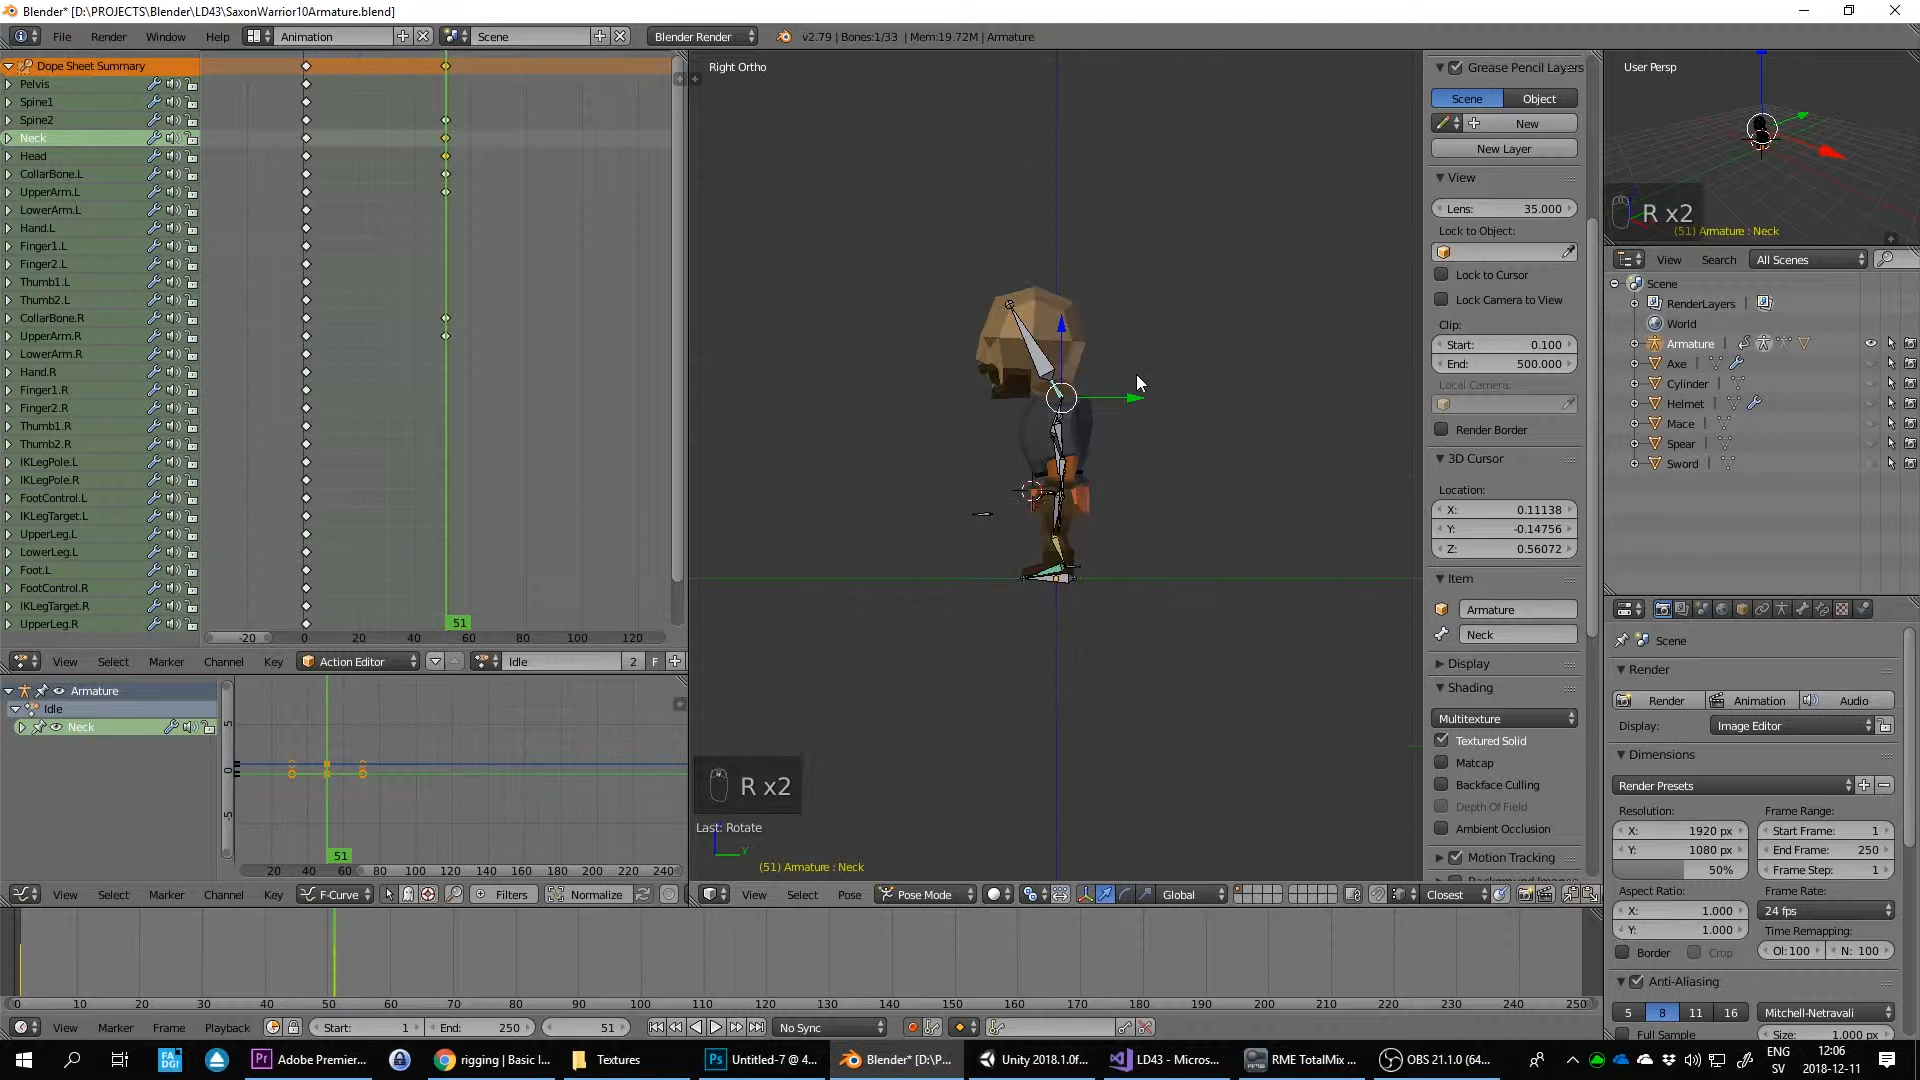 Blender* [D:\PROJECTS\Blender\LD43\SaxonWarrior10Armature.blend]
File Render Window Help Animation Scene Blender Render v2.79 | Bones:1/33 | Mem:19.72M | Armature
Dope Sheet Summary
Pelvis
Spine1
Spine2
Neck
Head
CollarBone.L
UpperArm.L
LowerArm.L
Hand.L
Finger1.L
Finger2.L
Thumb1.L
Thumb2.L
CollarBone.R
UpperArm.R
LowerArm.R
Hand.R
Finger1.R
Finger2.R
Thumb1.R
Thumb2.R
IKLegPole.L
IKLegPole.R
FootControl.L
IKLegTarget.L
UpperLeg.L
LowerLeg.L
Foot.L
FootControl.R
IKLegTarget.R
UpperLeg.R
51
-20 0 20 40 60 80 100 120
View Select Marker Channel Key Action Editor Idle 2 F
Armature
Idle
Neck
5
0
-5
51
20 40 60 80 100 120 140 160 180 200 220 240
View Select Marker Channel Key F-Curve Filters Normalize
Right Ortho
R x2
Last: Rotate
y
(51) Armature : Neck
View Select Pose Pose Mode Global Closest
Grease Pencil Layers
Scene Object
New
New Layer
View
Lens: 35.000
Lock to Object:
Lock to Cursor
Lock Camera to View
Clip:
Start: 0.100
End: 500.000
Local Camera:
Render Border
3D Cursor
Location:
X: 0.11138
Y: -0.14756
Z: 0.56072
Item
Armature
Neck
Display
Shading
Multitexture
Textured Solid
Matcap
Backface Culling
Depth Of Field
Ambient Occlusion
Motion Tracking
User Persp
R x2
(51) Armature : Neck
View Search All Scenes
Scene
RenderLayers
World
Armature
Axe
Cylinder
Helmet
Mace
Spear
Sword
Scene
Render
Render Animation Audio
Display: Image Editor
Dimensions
Render Presets
Resolution: Frame Range:
X: 1920 px Start Frame: 1
Y: 1080 px End Frame: 250
50% Frame Step: 1
Aspect Ratio: Frame Rate:
X: 1.000 24 fps
Y: 1.000 Time Remapping:
Border Crop Ol:100 N: 100
Anti-Aliasing
5 8 11 16 Mitchell-Netravali
Full Sample Size: 1.000 px
0 10 20 30 40 50 60 70 80 90 100 110 120 130 140 150 160 170 180 190 200 210 220 230 240 250
View Marker Frame Playback Start: 1 End: 250 51 No Sync
FA DGI Adobe Premier... rigging | Basic I... Textures Untitled-7 @ 4... Blender* [D:\P... Unity 2018.1.0f... LD43 - Micros... RME TotalMix ... OBS 21.1.0 (64... ENG 12:06
SV 2018-12-11